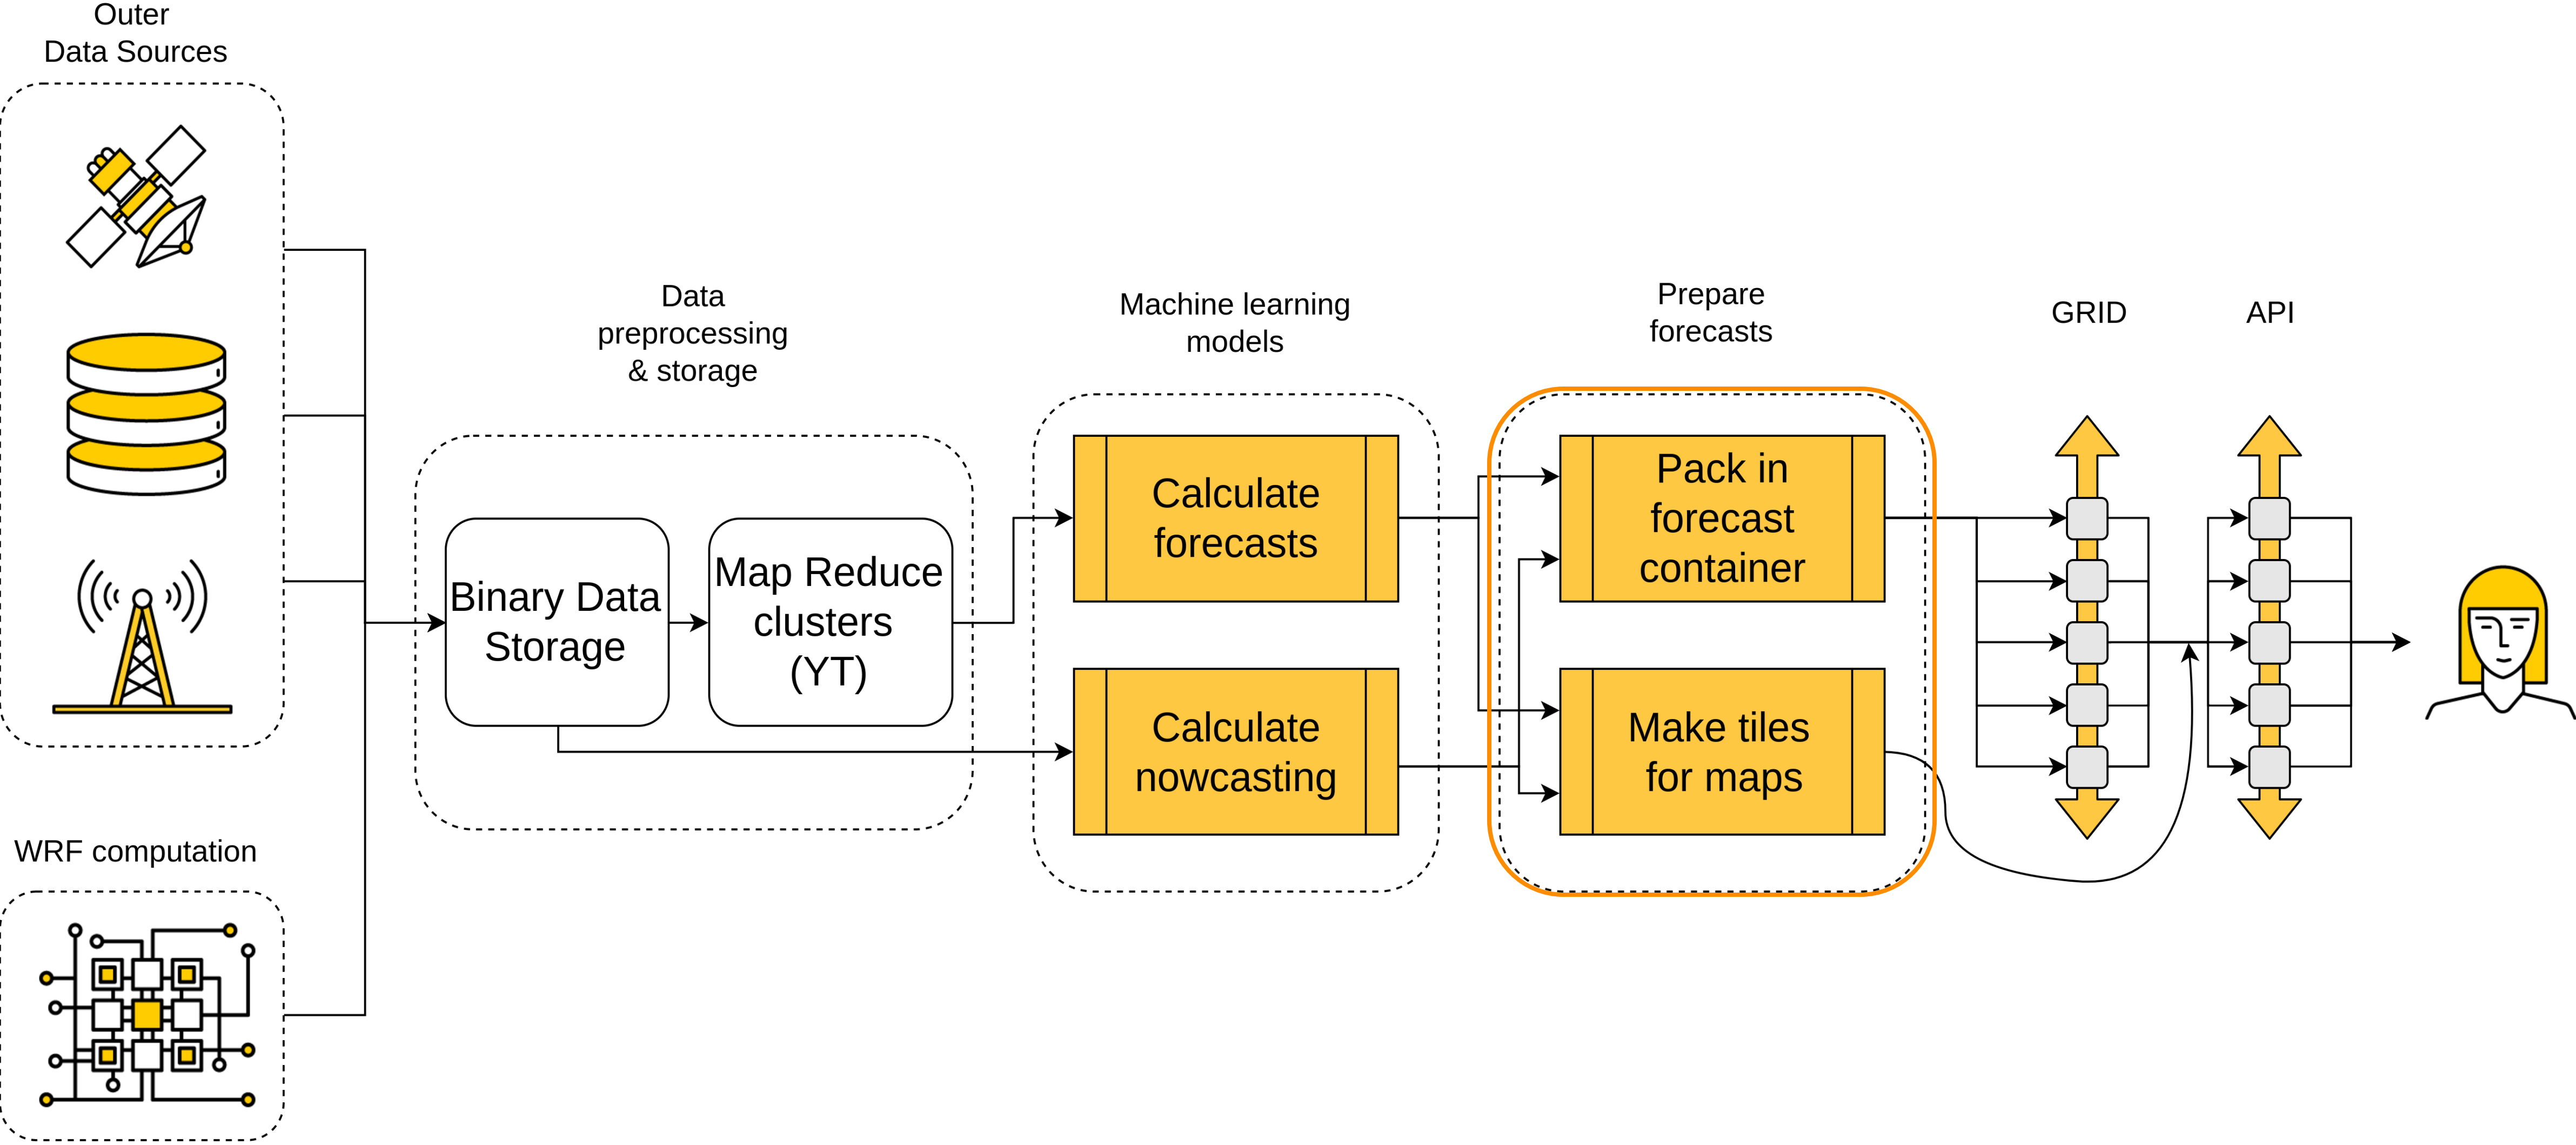 Outer
Data Sources
WRF computation
Data
preprocessing
& storage
Binary Data
Storage
Map Reduce
clusters
(YT)
Machine learning
models
Calculate
forecasts
Calculate
nowcasting
Prepare
forecasts
Pack in
forecast
container
Make tiles
for maps
GRID
API